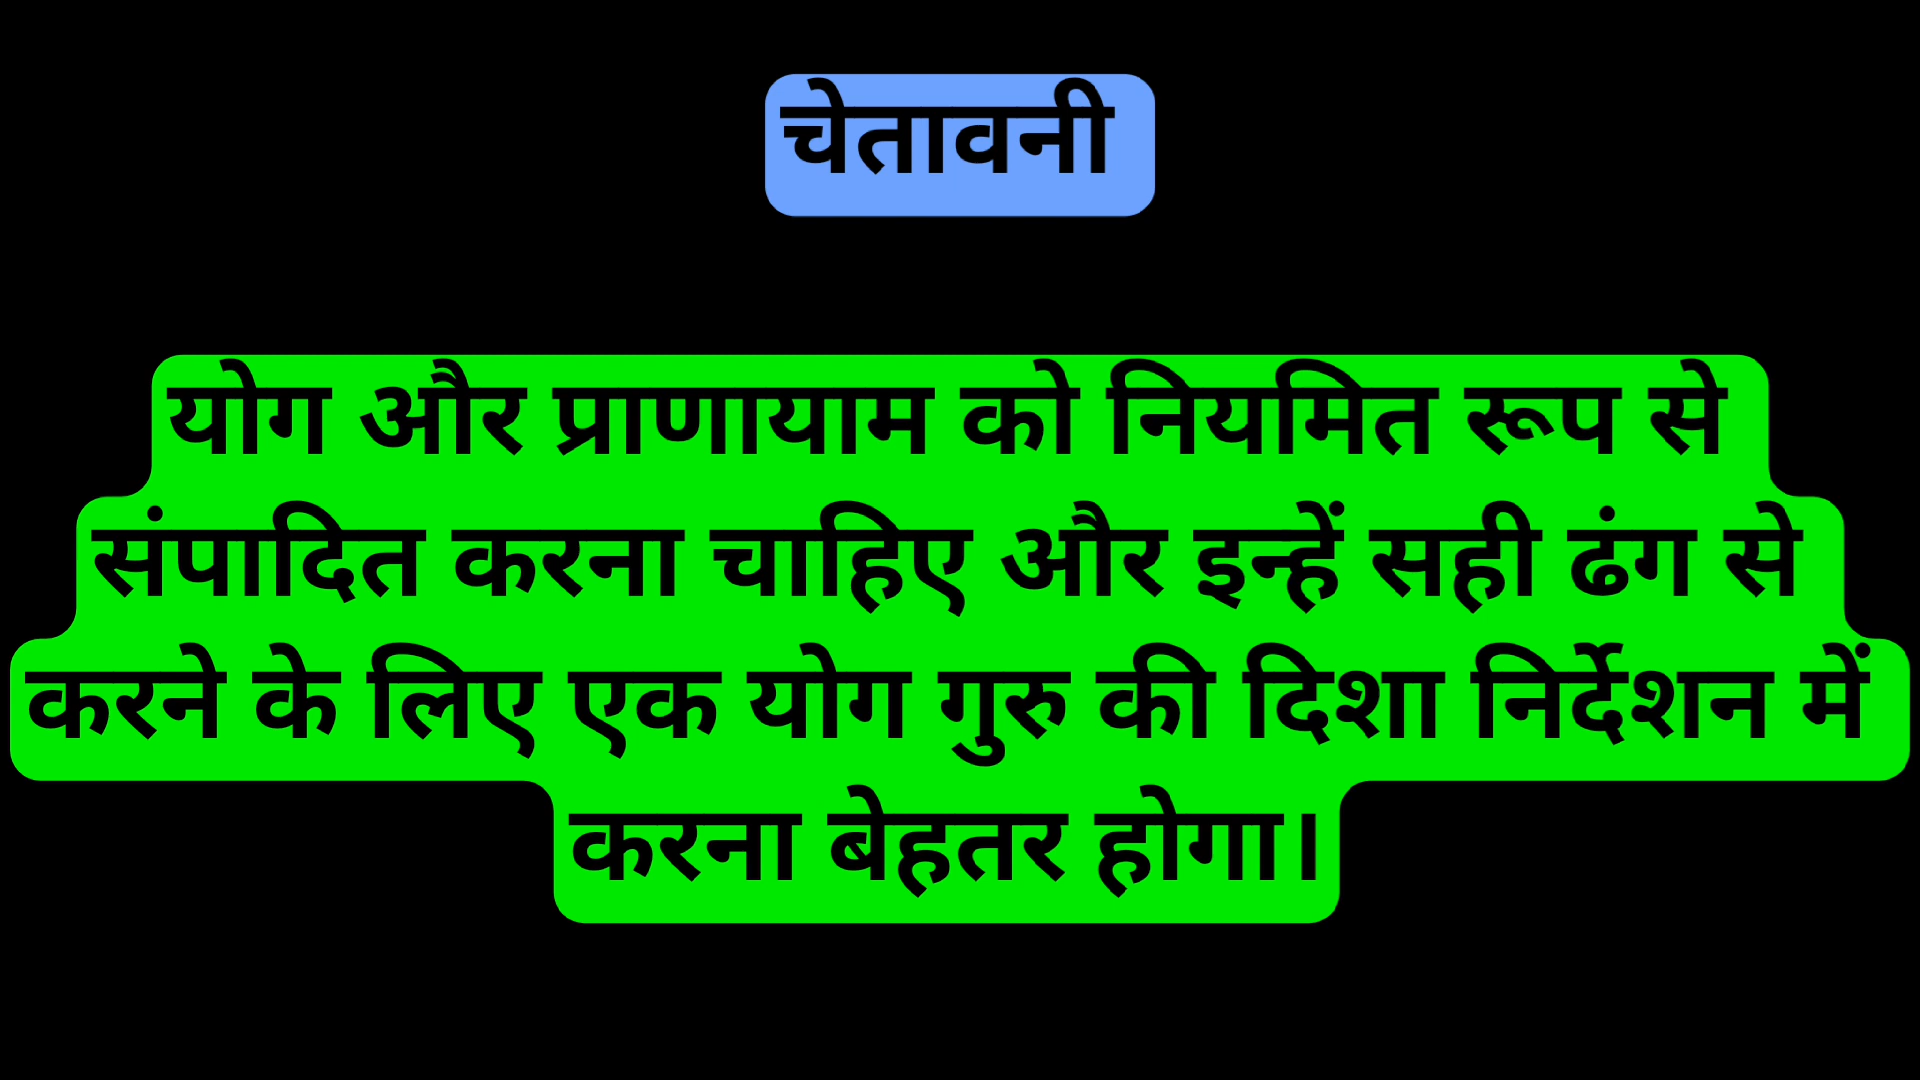 चेतावनी
योग और प्राणायाम को नियमित रूप से
संपादित करना चाहिए और इन्हें सही ढंग से
करने के लिए एक योग गुरु की दिशा निर्देशन में
करना बेहतर होगा।